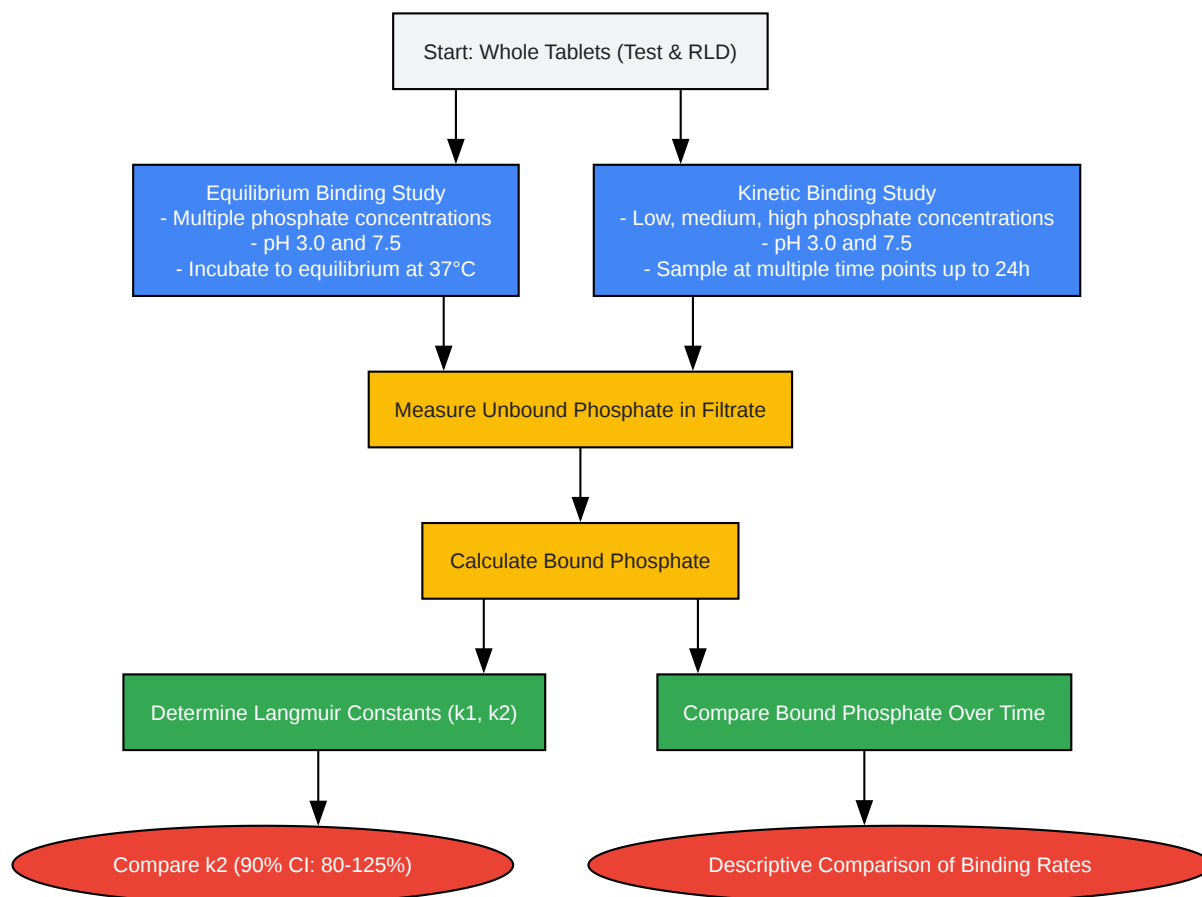 Start: Whole Tablets (Test & RLD)
Equilibrium Binding Study
- Multiple phosphate concentrations
- pH 3.0 and 7.5
- Incubate to equilibrium at 37°C
Kinetic Binding Study
- Low, medium, high phosphate concentrations
- pH 3.0 and 7.5
- Sample at multiple time points up to 24h
Measure Unbound Phosphate in Filtrate
Calculate Bound Phosphate
Determine Langmuir Constants (k1, k2)
Compare Bound Phosphate Over Time
Compare k2 (90% CI: 80-125%)
Descriptive Comparison of Binding Rates